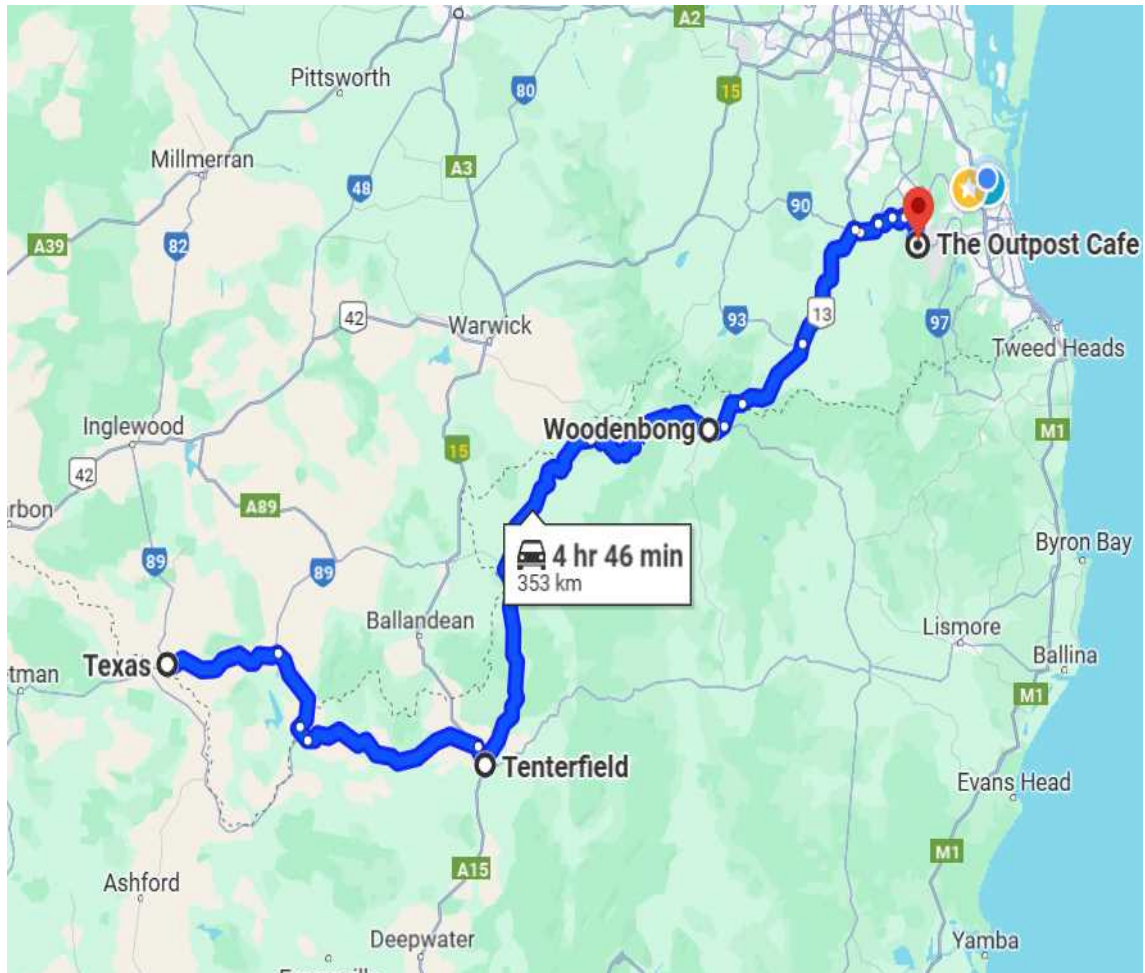 A2
Pittsworth
15
80
Millmerran
A3
48
90
The Outpost Cafe
A39
82
42
93
13
97
Warwick
Tweed Heads
Inglewood
Woodenbong
M1
15
42
A89
4 hr 46 min
353 km
Byron Bay
89
89
Ballandean
Lismore
Texas
Ballina
M1
Tenterfield
Evans Head
M1
A15
Ashford
Deepwater
Yamba